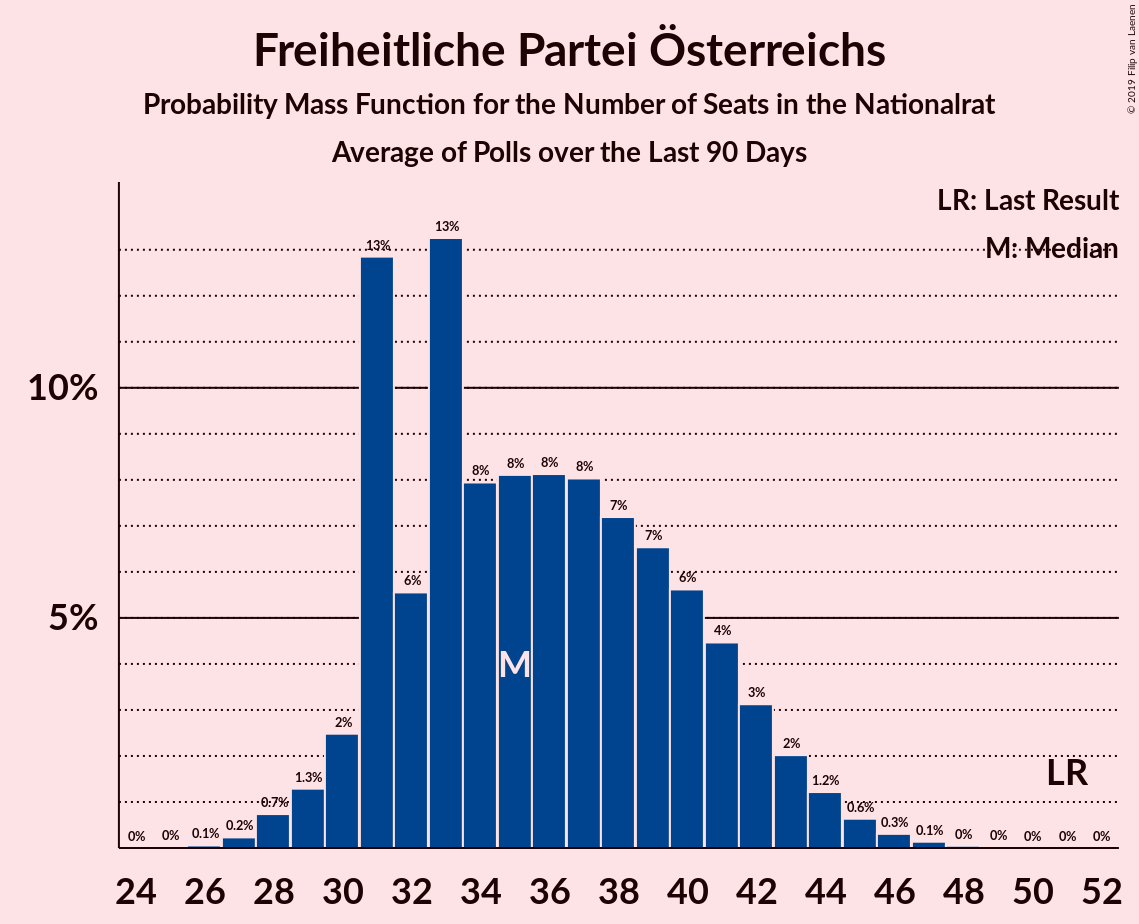 Freiheitliche Partei Österreichs
Probability Mass Function for the Number of Seats in the Nationalrat
Average of Polls over the Last 90 Days
© 2019 Filip van Laenen
LR: Last Result
M: Median
10%
5%
0% 0% 0.1% 0.2% 0.7% 1.3% 2% 13% 6% 13% 8% 8% 8% 8% 7% 7% 6% 4% 3% 2% 1.2% 0.6% 0.3% 0.1% 0% 0% 0% 0% 0%
M
LR
24 26 28 30 32 34 36 38 40 42 44 46 48 50 52